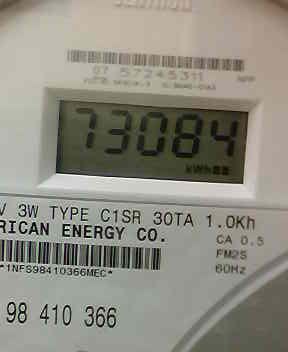 07 57245311
73084
kWh
V 3W TYPE C1SR 30TA 1.0Kh
RICAN ENERGY CO.
CA 0.5
FM2S
60Hz
*1NFS98410366MEC*
98 410 366